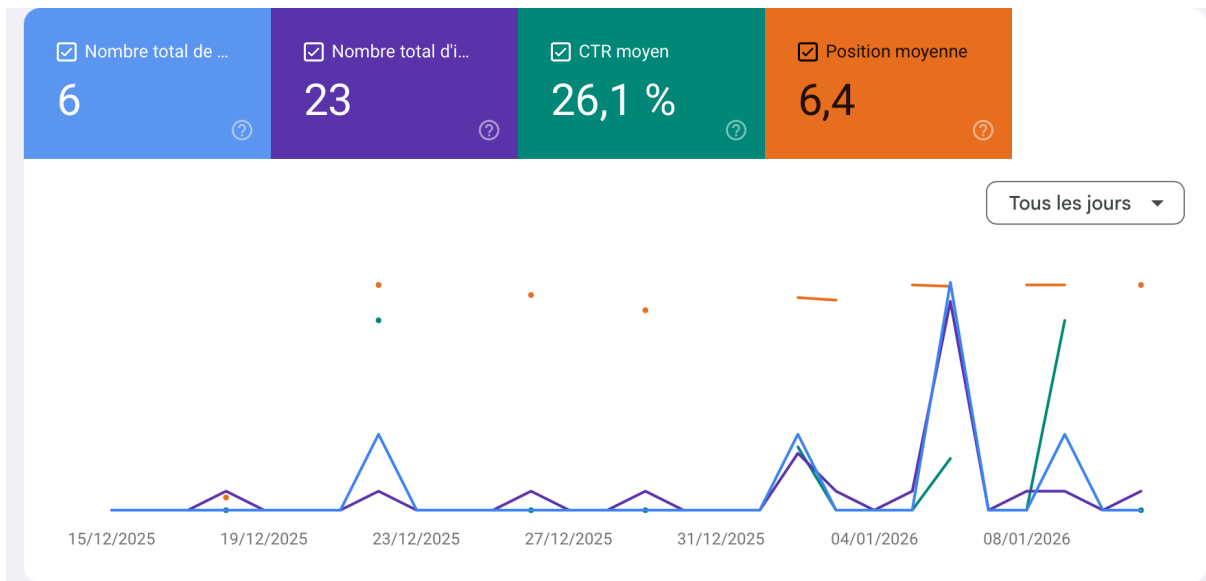 Nombre total de ...
6
Nombre total d'i...
23
CTR moyen
26,1 %
Position moyenne
6,4
Tous les jours
15/12/2025
19/12/2025
23/12/2025
27/12/2025
31/12/2025
04/01/2026
08/01/2026